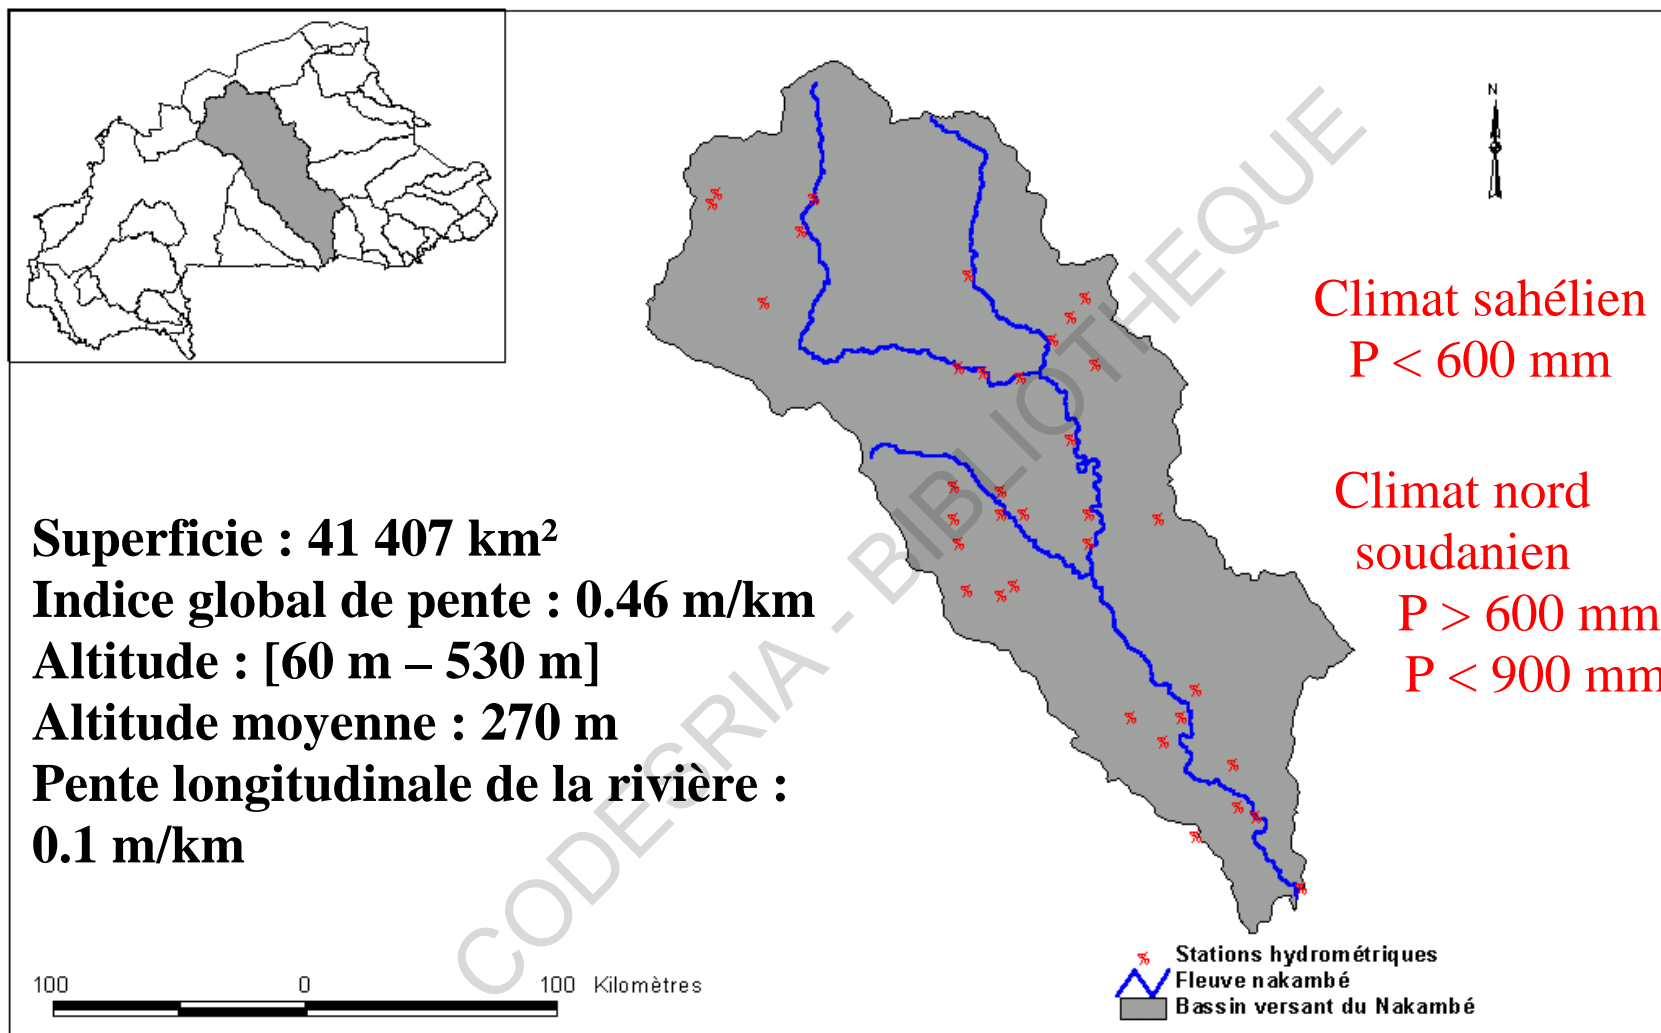 N
Climat sahélien
P < 600 mm
Climat nord
soudanien
P > 600 mm
P < 900 mm
Superficie : 41 407 km²
Indice global de pente : 0.46 m/km
Altitude : [60 m – 530 m]
Altitude moyenne : 270 m
Pente longitudinale de la rivière :
0.1 m/km
CODESRIA - BIBLIOTHEQUE
Stations hydrométriques
Fleuve nakambé
Bassin versant du Nakambé
100 0 100 Kilomètres